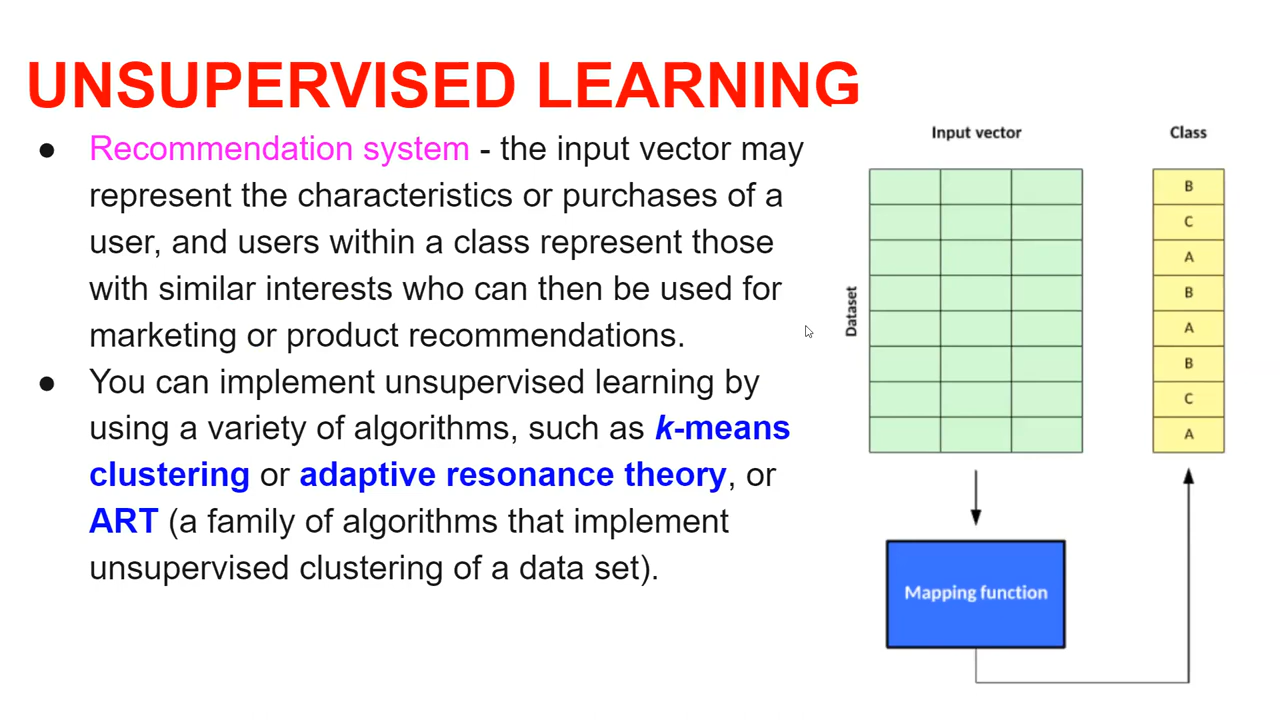 UNSUPERVISED LEARNING
● Recommendation system - the input vector may
represent the characteristics or purchases of a
user, and users within a class represent those
with similar interests who can then be used for
marketing or product recommendations.
● You can implement unsupervised learning by
using a variety of algorithms, such as k-means
clustering or adaptive resonance theory, or
ART (a family of algorithms that implement
unsupervised clustering of a data set).
Input vector
Class
Dataset
B
C
A
B
A
B
C
A
Mapping function